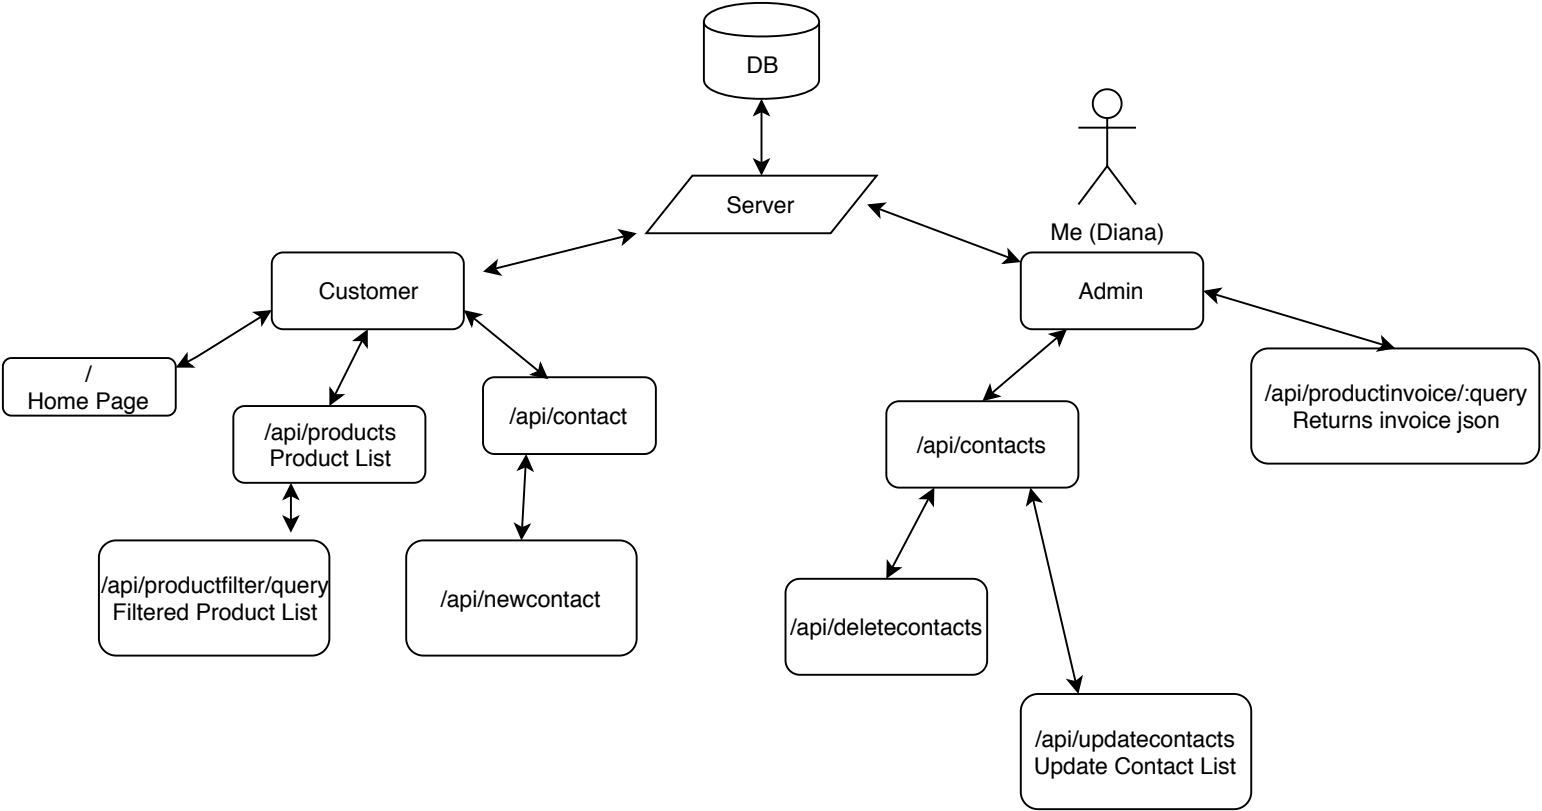 DB
Server
Me (Diana)
Customer
Admin
/
Home Page
/api/products
Product List
/api/contact
/api/contacts
/api/productinvoice/:query
Returns invoice json
/api/productfilter/query
Filtered Product List
/api/newcontact
/api/deletecontacts
/api/updatecontacts
Update Contact List